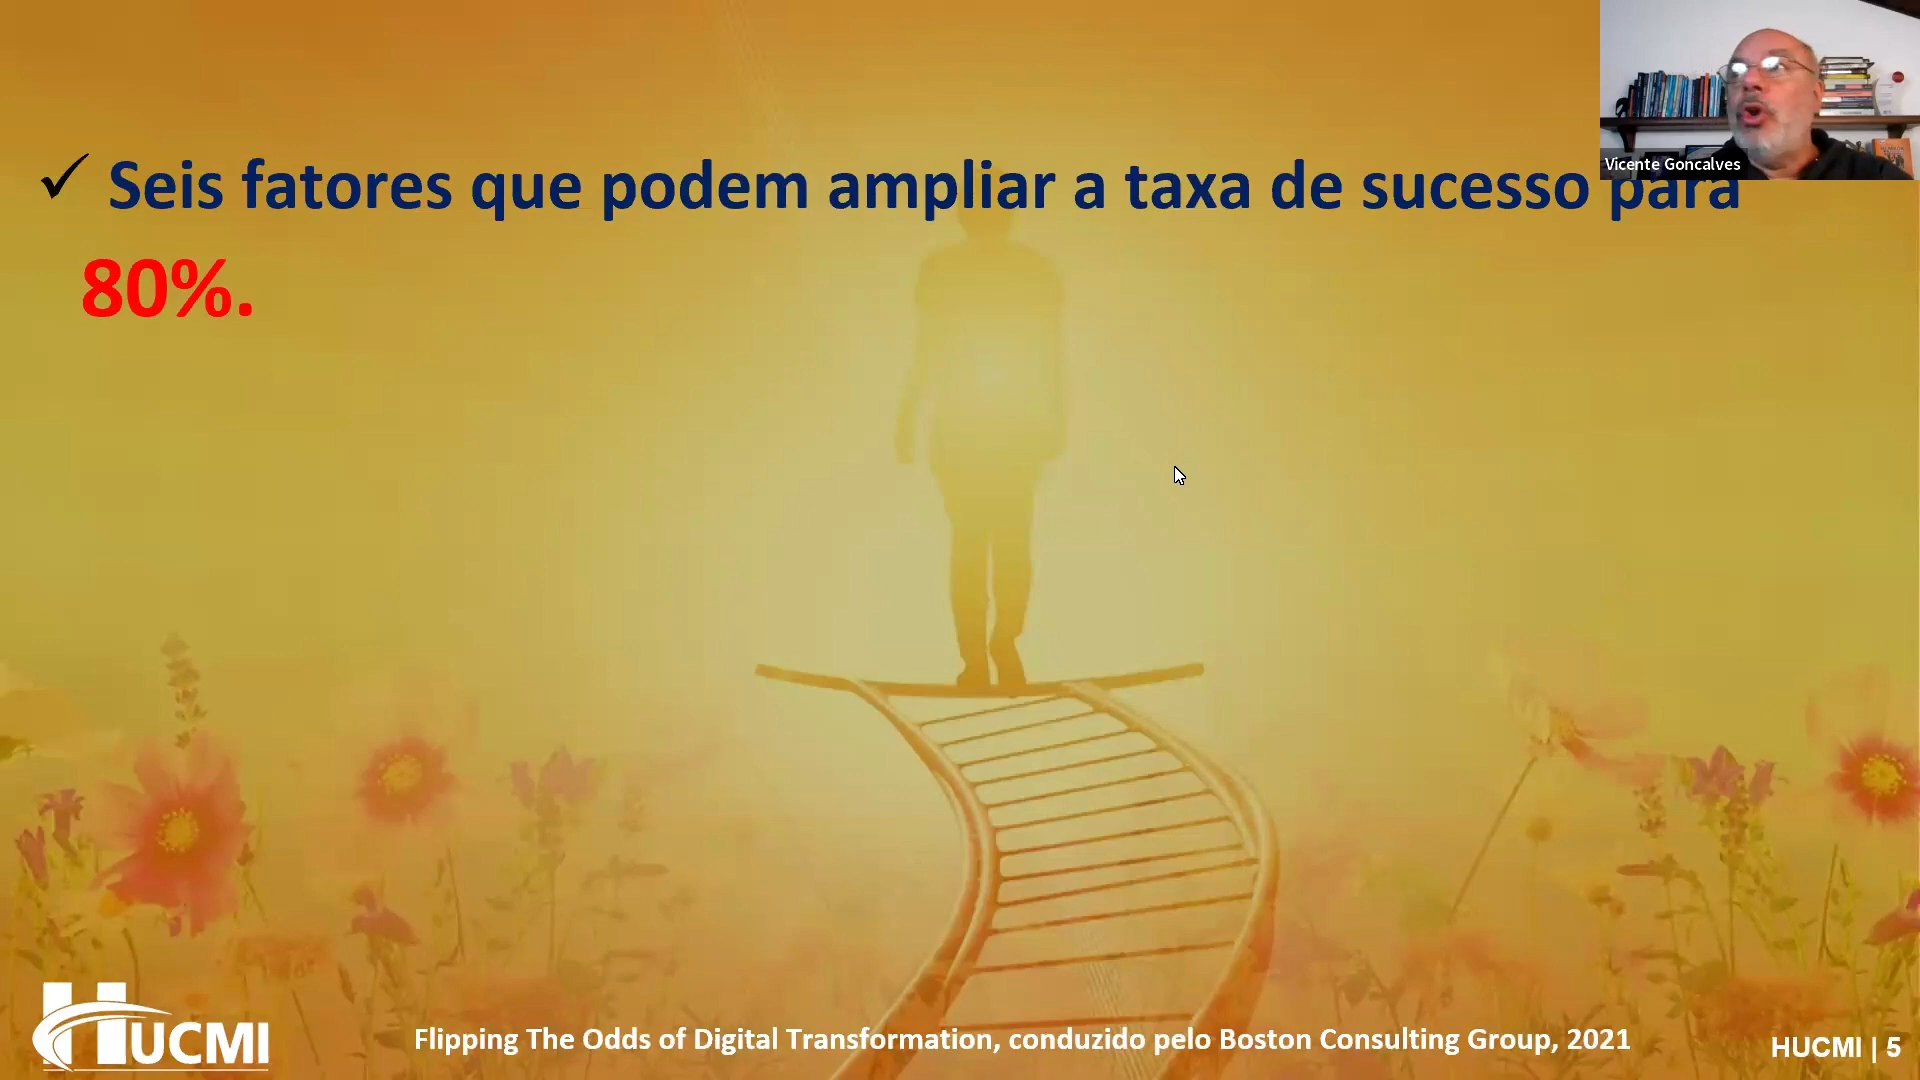 Vicente Goncalves
✓ Seis fatores que podem ampliar a taxa de sucesso para
80%.
HUCMI
Flipping The Odds of Digital Transformation, conduzido pelo Boston Consulting Group, 2021
HUCMI | 5